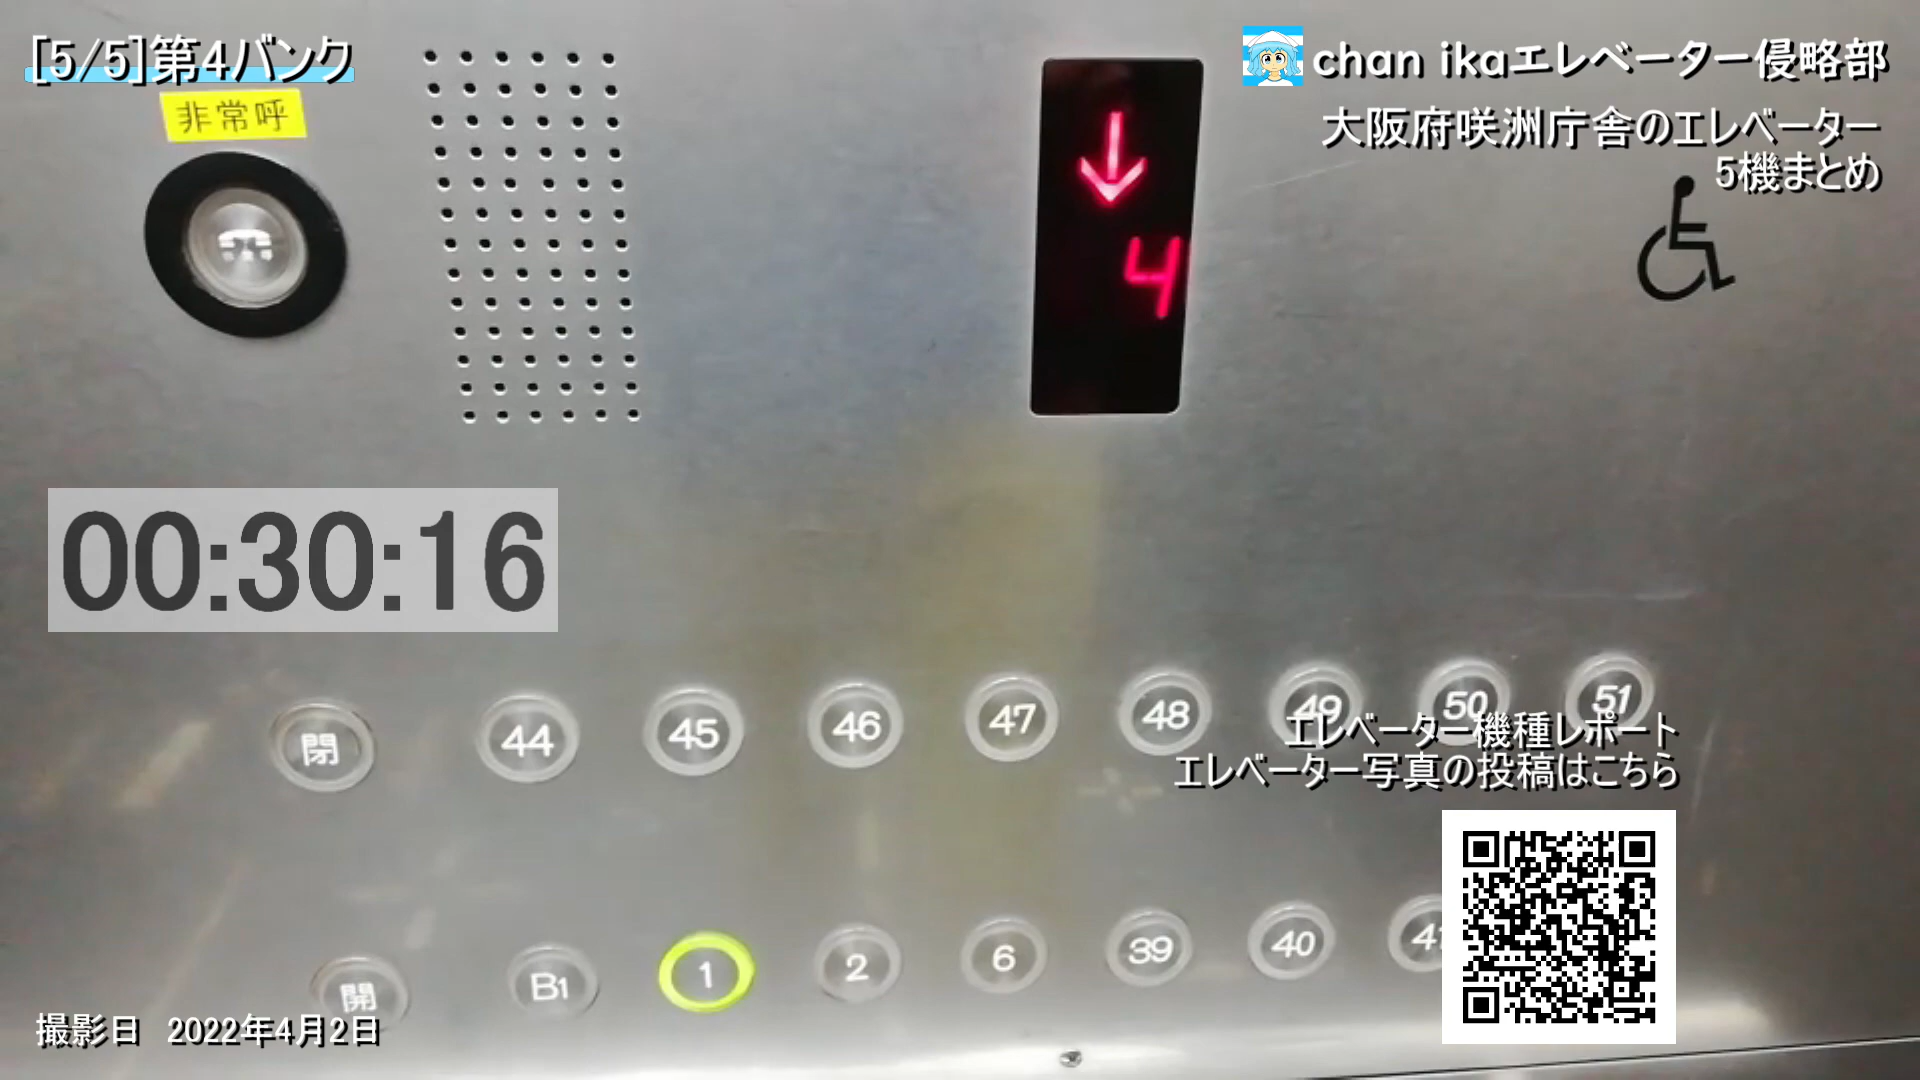 [5/5]第4バンク
chan ikaエレベーター侵略部
大阪府咲洲庁舎のエレベーター
5機まとめ
非常呼
↓
4
00:30:16
閉 44 45 46 47 48 49 50 51
エレベーター機種レポート
エレベーター写真の投稿はこちら
開 B1 1 2 6 39 40 41
撮影日 2022年4月2日